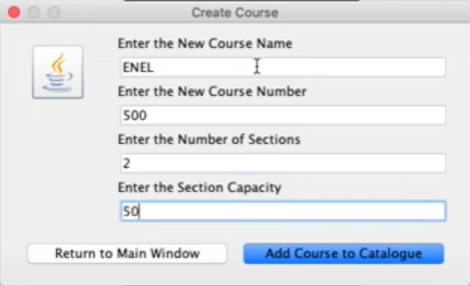 Create Course
Enter the New Course Name
ENEL
Enter the New Course Number
500
Enter the Number of Sections
2
Enter the Section Capacity
50
Return to Main Window Add Course to Catalogue